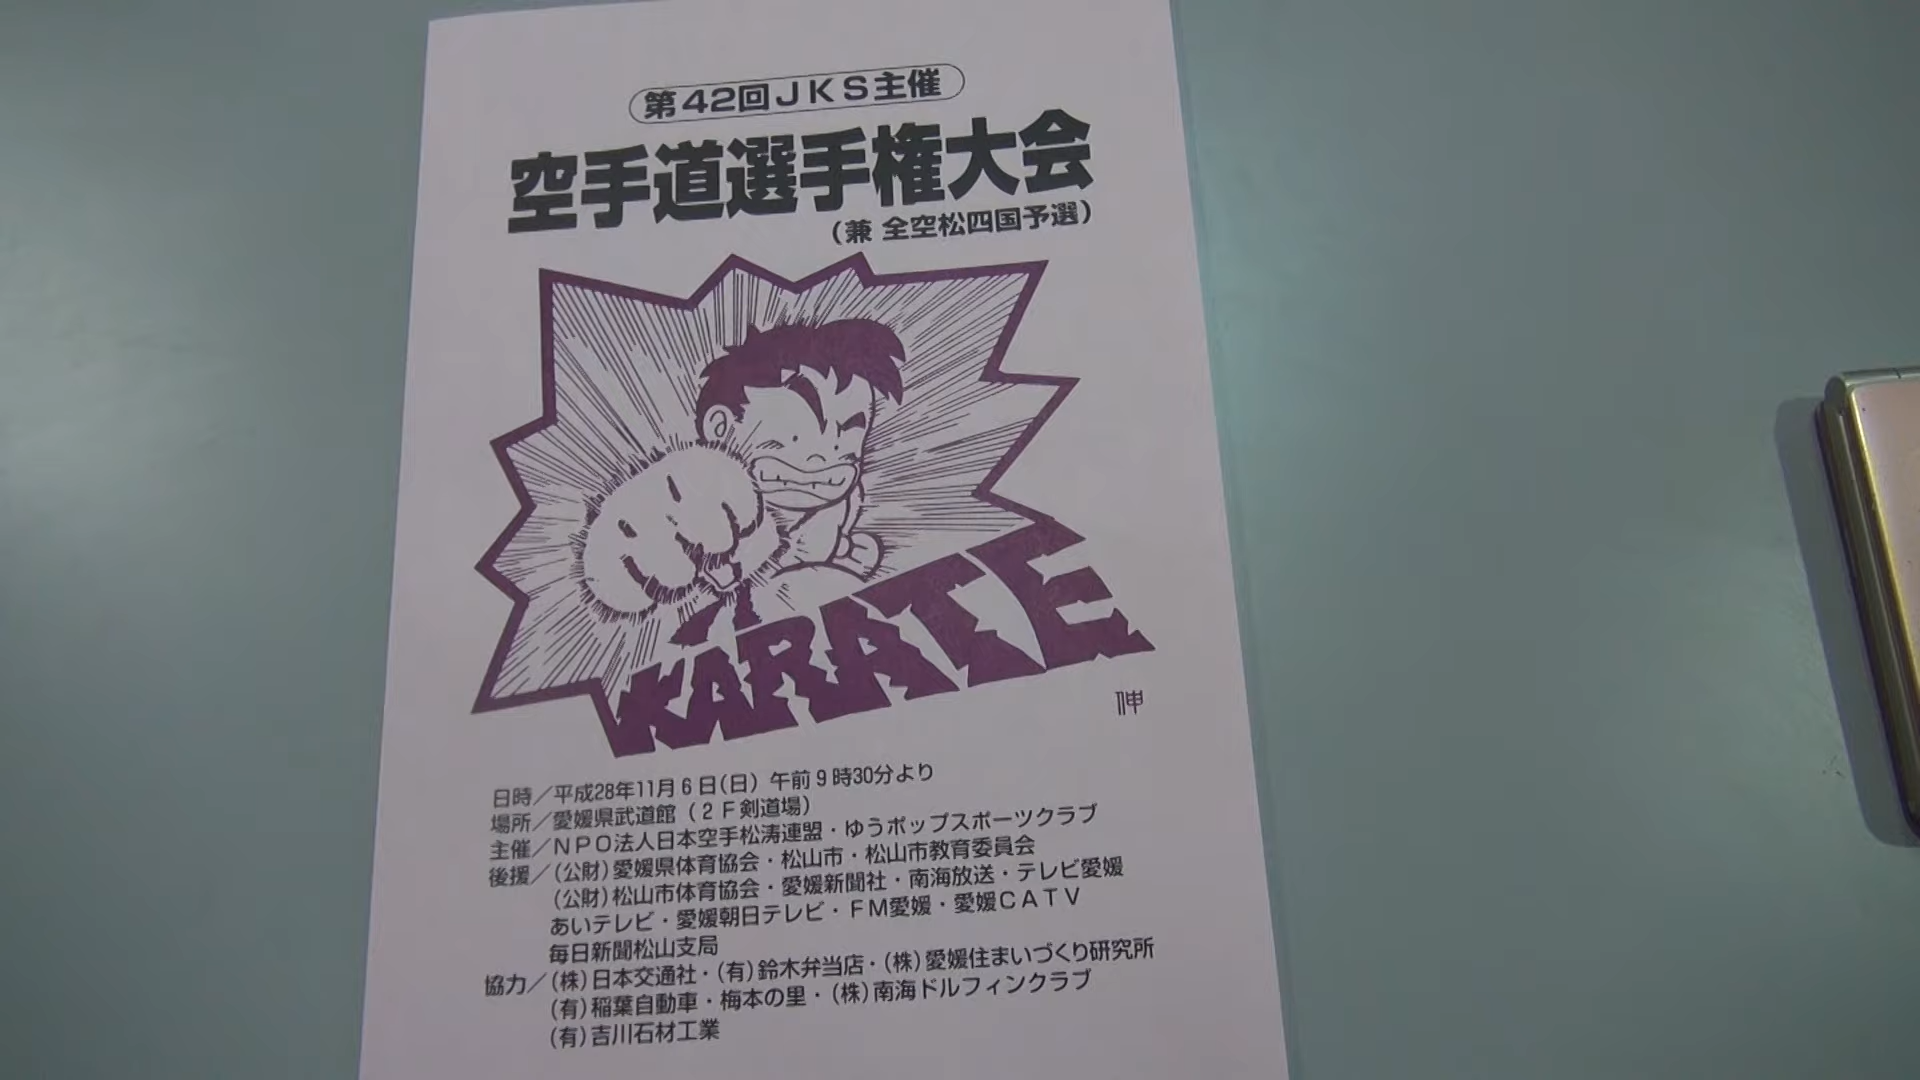 第42回JKS主催
空手道選手権大会
(兼 全空松四国予選)
KARATE
伸
日時/平成28年11月6日(日) 午前9時30分より
場所/愛媛県武道館(2F剣道場)
主催/NPO法人日本空手松涛連盟・ゆうポップスポーツクラブ
後援/(公財)愛媛県体育協会・松山市・松山市教育委員会
(公財)松山市体育協会・愛媛新聞社・南海放送・テレビ愛媛
あいテレビ・愛媛朝日テレビ・FM愛媛・愛媛CATV
毎日新聞松山支局
協力/(株)日本交通社・(有)鈴木弁当店・(株)愛媛住まいづくり研究所
(有)稲葉自動車・梅本の里・(株)南海ドルフィンクラブ
(有)吉川石材工業